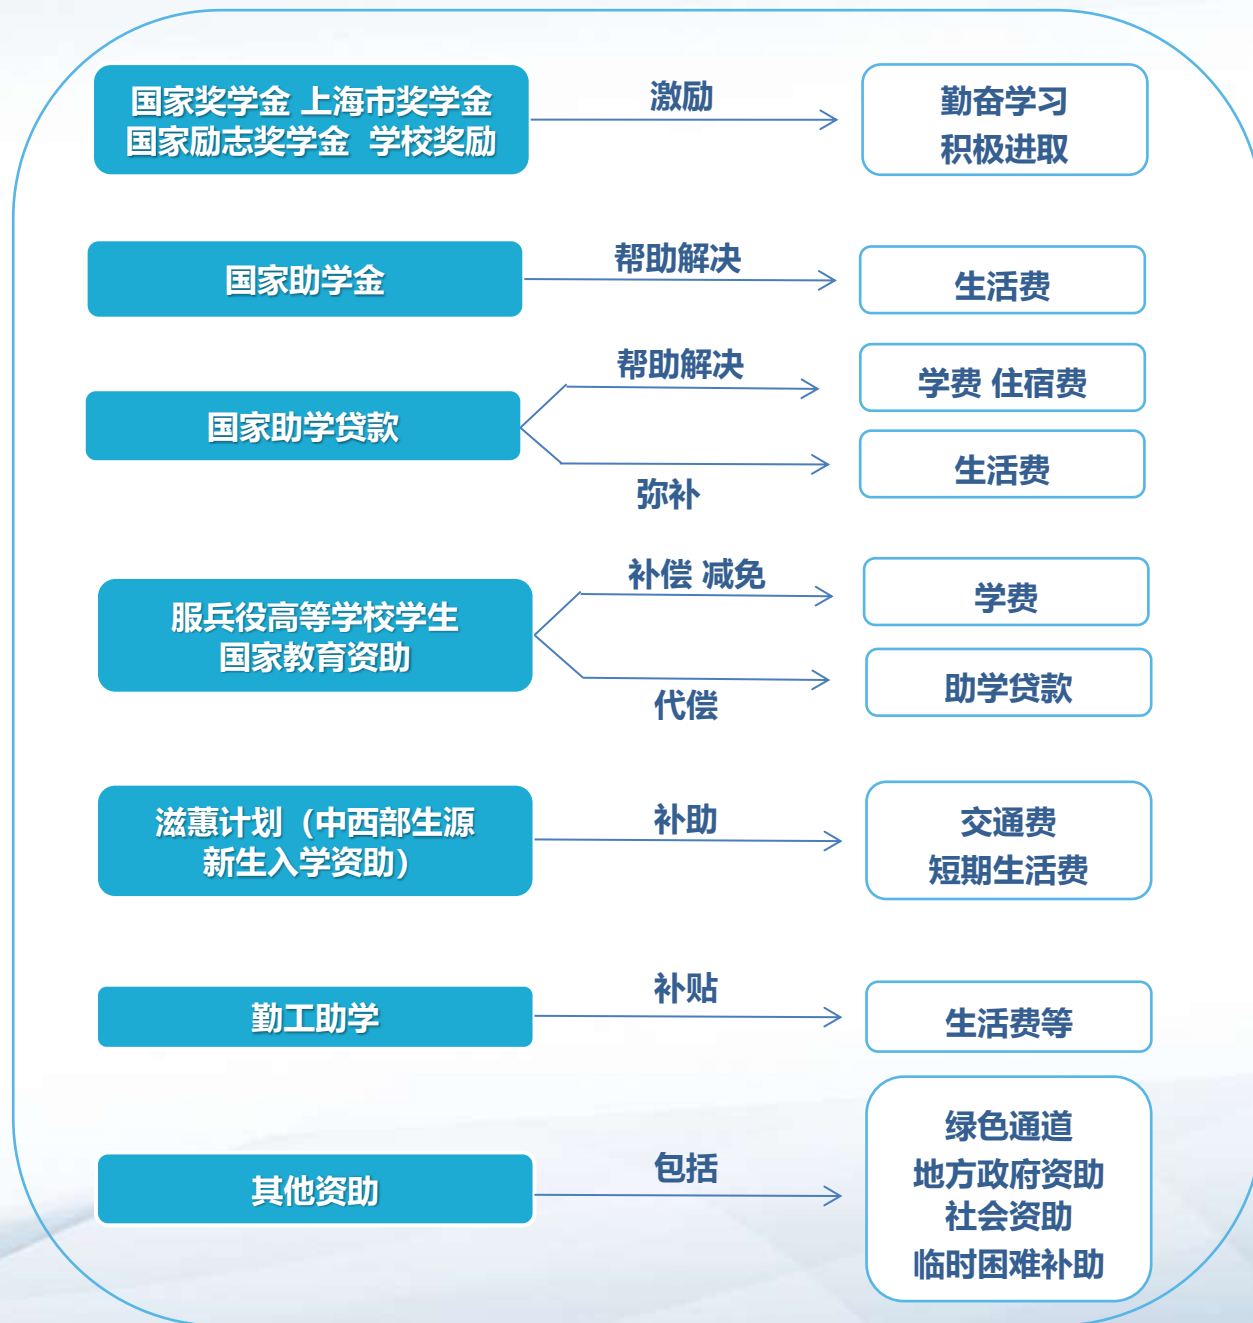 国家奖学金 上海市奖学金
国家励志奖学金 学校奖励
激励
勤奋学习
积极进取
国家助学金
帮助解决
生活费
国家助学贷款
帮助解决
学费 住宿费
弥补
生活费
服兵役高等学校学生
国家教育资助
补偿 减免
学费
代偿
助学贷款
滋蕙计划（中西部生源
新生入学资助）
补助
交通费
短期生活费
勤工助学
补贴
生活费等
其他资助
包括
绿色通道
地方政府资助
社会资助
临时困难补助